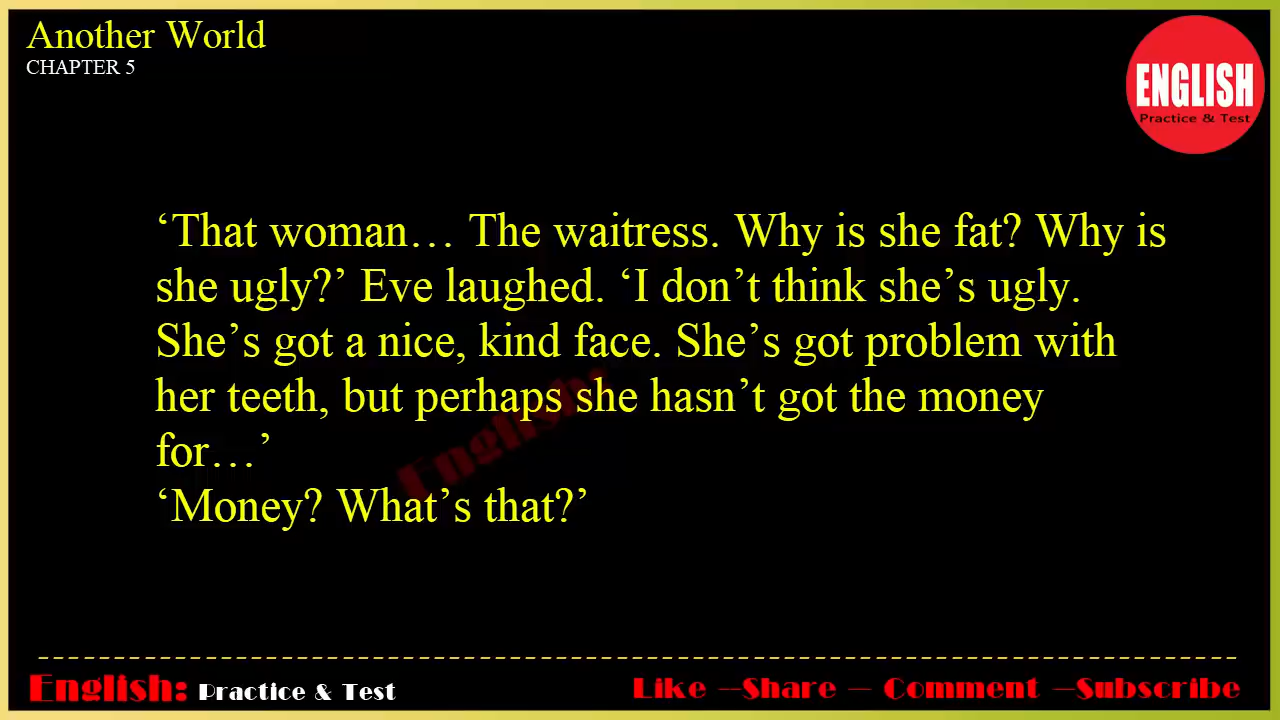 Another World
CHAPTER 5
ENGLISH
Practice & Test
‘That woman… The waitress. Why is she fat? Why is
she ugly?’ Eve laughed. ‘I don’t think she’s ugly.
She’s got a nice, kind face. She’s got problem with
her teeth, but perhaps she hasn’t got the money
for…’
‘Money? What’s that?’
English:
English: Practice & Test
Like –Share – Comment –Subscribe